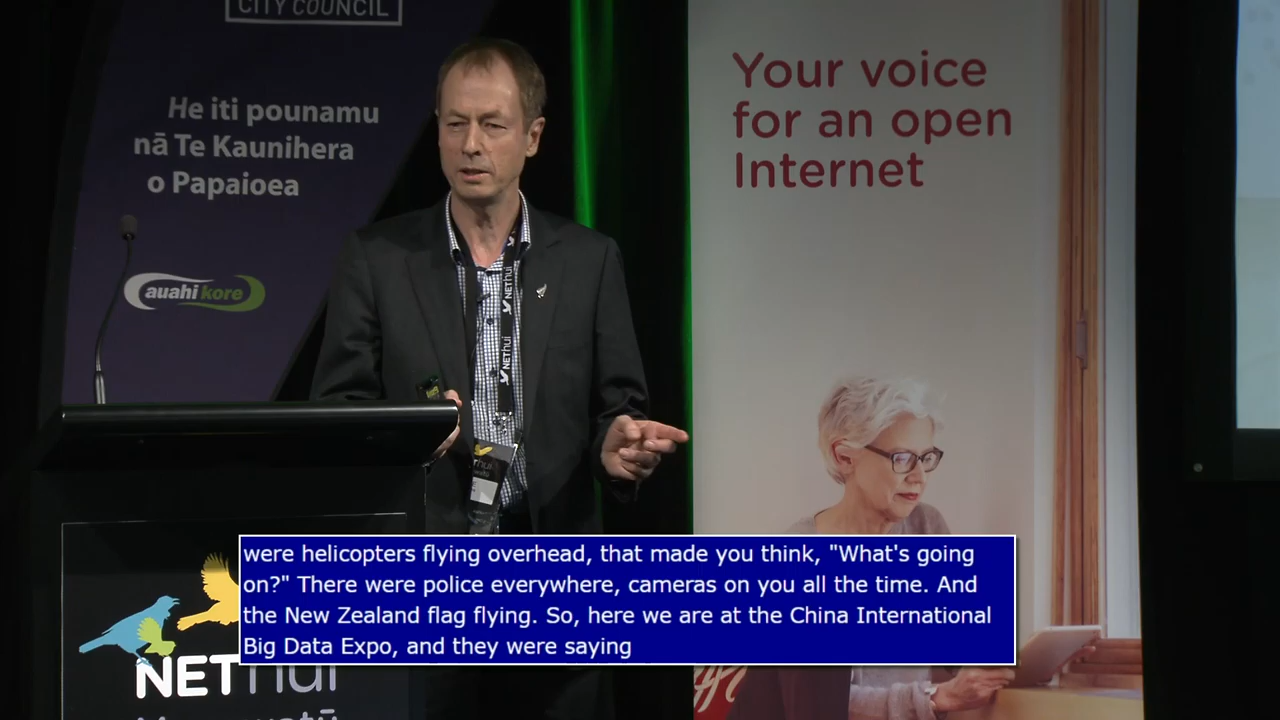 CITY COUNCIL
He iti pounamu
nā Te Kaunihera
o Papaioea
auahi kore
Your voice
for an open
Internet
NEThui
NEThui
were helicopters flying overhead, that made you think, "What's going
on?" There were police everywhere, cameras on you all the time. And
the New Zealand flag flying. So, here we are at the China International
Big Data Expo, and they were saying
NEThui